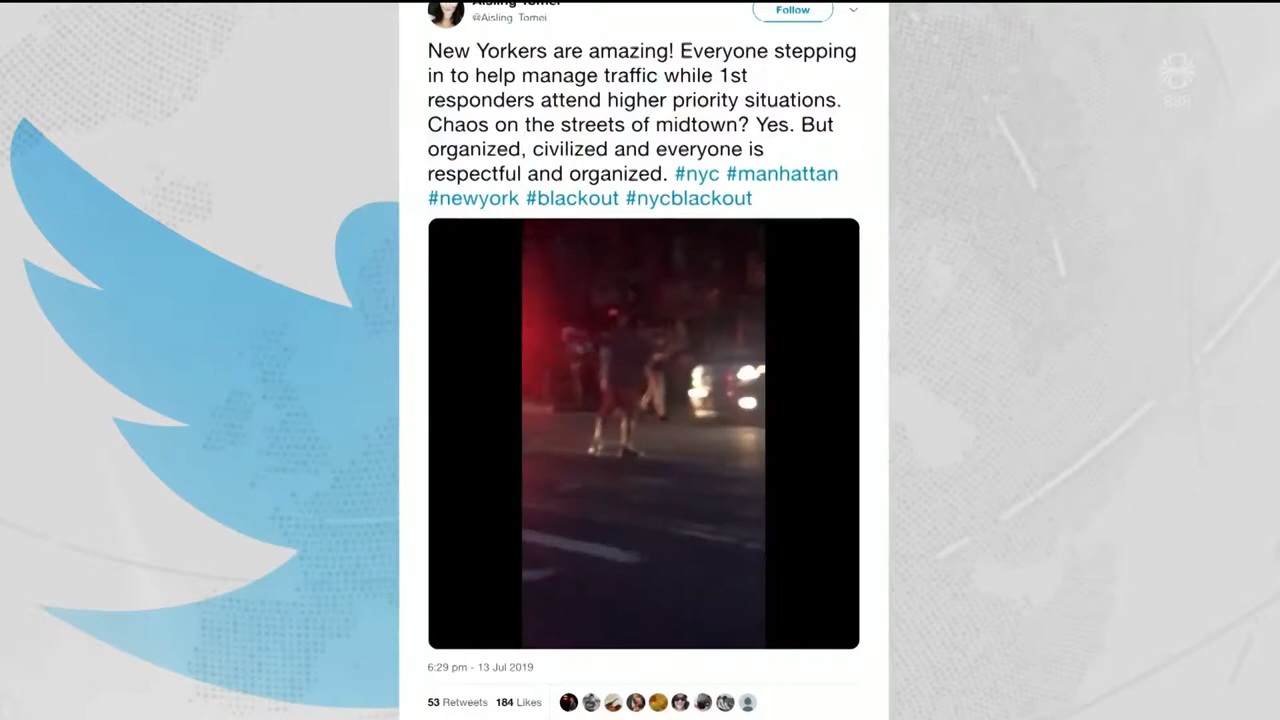 @Aisling_Tomei
Follow
New Yorkers are amazing! Everyone stepping
in to help manage traffic while 1st
responders attend higher priority situations.
Chaos on the streets of midtown? Yes. But
organized, civilized and everyone is
respectful and organized. #nyc #manhattan
#newyork #blackout #nycblackout
6:29 pm - 13 Jul 2019
53 Retweets 184 Likes